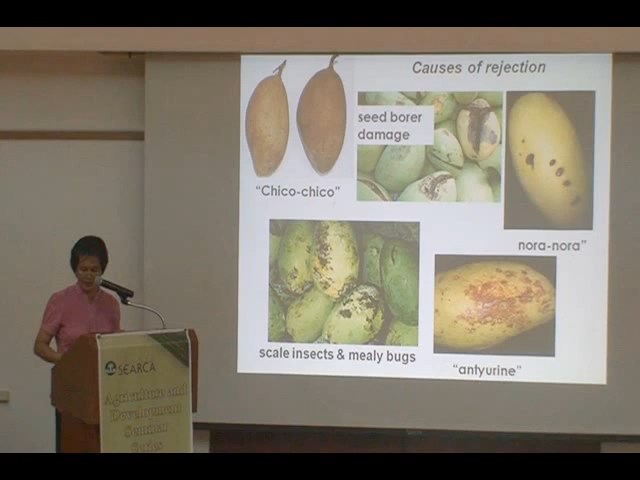 Causes of rejection
seed borer
damage
"Chico-chico"
nora-nora"
scale insects & mealy bugs
"antyurine"
SEARCA
Agriculture and
Development
Seminar
Series